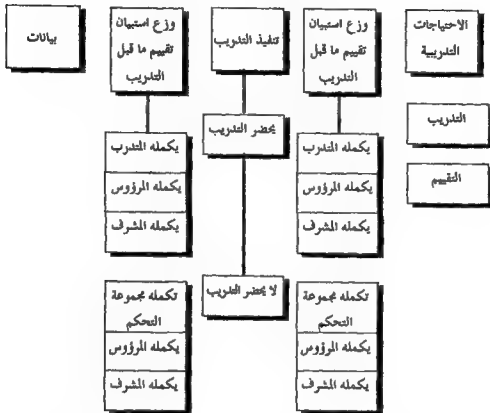 الاحتياجات
التدريبية
التدريب
التقييم
وزع استبيان
تقييم ما قبل
التدريب
يكمله المتدرب
يكمله المرؤوس
يكمله المشرف
تكمله مجموعة
التحكم
يكمله المرؤوس
يكمله المشرف
تنفيذ التدريب
يحضر التدريب
لا يحضر التدريب
وزع استبيان
تقييم ما قبل
التدريب
يكمله المتدرب
يكمله المرؤوس
يكمله المشرف
تكمله مجموعة
التحكم
يكمله المرؤوس
يكمله المشرف
بيانات